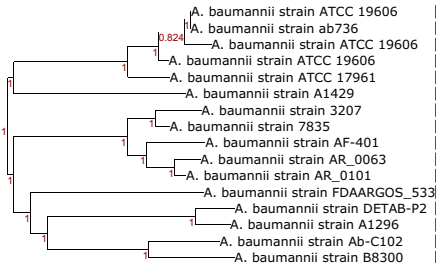 A. baumannii strain ATCC 19606
1
A. baumannii strain ab736
0.824
A. baumannii strain ATCC 19606
1
A. baumannii strain ATCC 19606
1
A. baumannii strain ATCC 17961
1
A. baumannii strain A1429
1
A. baumannii strain 3207
1
A. baumannii strain 7835
1
A. baumannii strain AF-401
1
A. baumannii strain AR_0063
1
A. baumannii strain AR_0101
1
A. baumannii strain FDAARGOS_533
1
A. baumannii strain DETAB-P2
1
A. baumannii strain A1296
1
A. baumannii strain Ab-C102
1
A. baumannii strain B8300